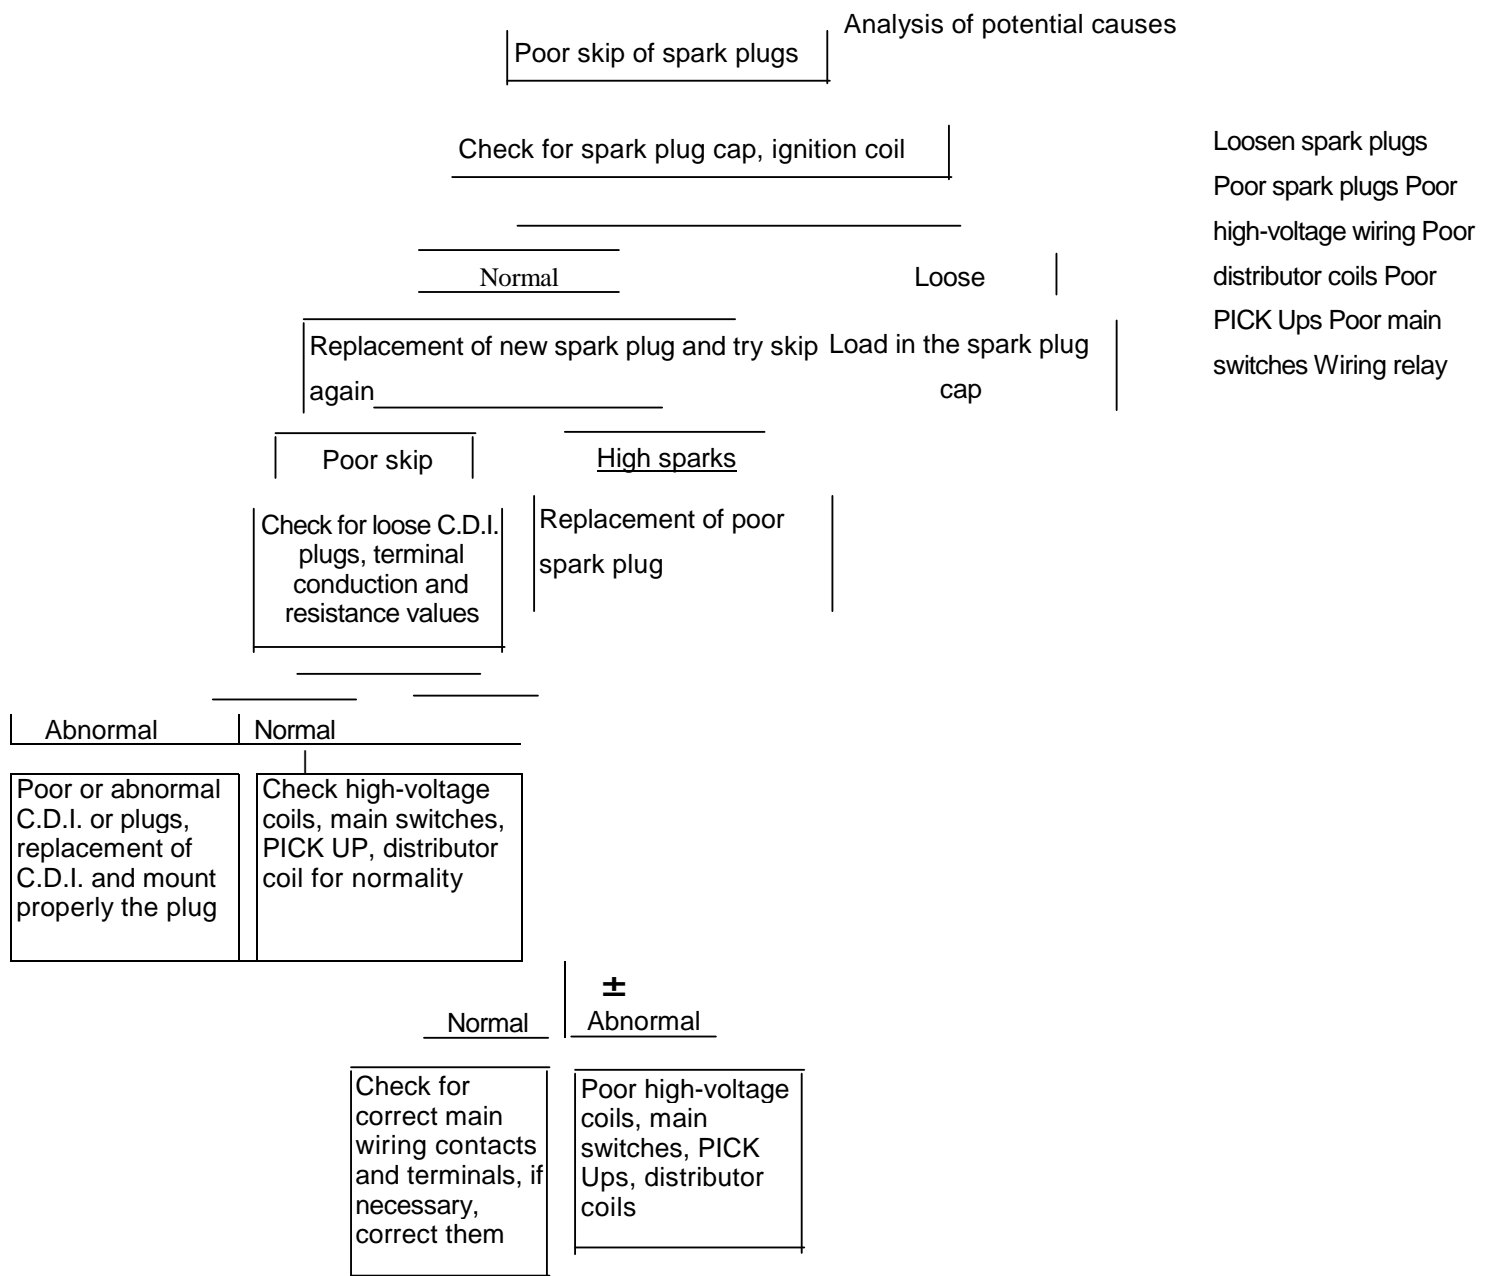 Analysis of potential causes
Poor skip of spark plugs
Check for spark plug cap, ignition coil
Loosen spark plugs
Poor spark plugs Poor
high-voltage wiring Poor
distributor coils Poor
PICK Ups Poor main
switches Wiring relay
Normal
Loose
Replacement of new spark plug and try skip
again
Load in the spark plug
cap
Poor skip
High sparks
Check for loose C.D.I.
plugs, terminal
conduction and
resistance values
Replacement of poor
spark plug
Abnormal
Normal
Poor or abnormal
C.D.I. or plugs,
replacement of
C.D.I. and mount
properly the plug
Check high-voltage
coils, main switches,
PICK UP, distributor
coil for normality
±
Normal
Abnormal
Check for
correct main
wiring contacts
and terminals, if
necessary,
correct them
Poor high-voltage
coils, main
switches, PICK
Ups, distributor
coils